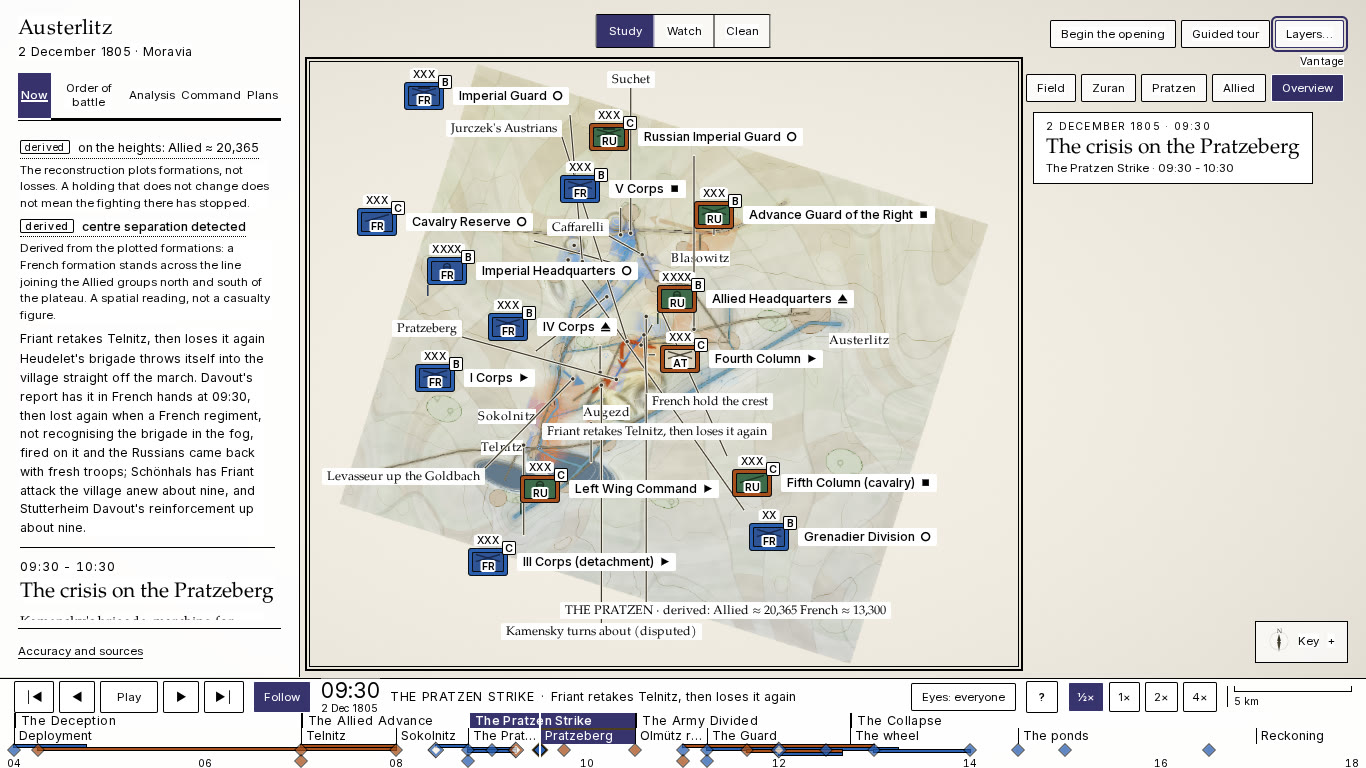 Austerlitz
2 December 1805 · Moravia
Now
Order of battle
Analysis
Command
Plans
derived on the heights: Allied ≈ 20,365
The reconstruction plots formations, not
losses. A holding that does not change does
not mean the fighting there has stopped.
derived centre separation detected
Derived from the plotted formations: a
French formation stands across the line
joining the Allied groups north and south of
the plateau. A spatial reading, not a casualty
figure.
Friant retakes Telnitz, then loses it again
Heudelet's brigade throws itself into the
village straight off the march. Davout's
report has it in French hands at 09:30,
then lost again when a French regiment,
not recognising the brigade in the fog,
fired on it and the Russians came back
with fresh troops; Schönhals has Friant
attack the village anew about nine, and
Stutterheim Davout's reinforcement up
about nine.
09:30 - 10:30
The crisis on the Pratzeberg
Accuracy and sources
Study
Watch
Clean
Begin the opening
Guided tour
Layers...
Vantage
Field
Zuran
Pratzen
Allied
Overview
2 DECEMBER 1805 · 09:30
The crisis on the Pratzeberg
The Pratzen Strike · 09:30 - 10:30
XXX B FR Imperial Guard
Suchet
Jurczek's Austrians
XXX C RU Russian Imperial Guard
XXX B FR V Corps
XXX C FR Cavalry Reserve
XXX B RU Advance Guard of the Right
Caffarelli
Blasowitz
XXXX B FR Imperial Headquarters
XXXX B RU Allied Headquarters
XXX B FR IV Corps
Pratzeberg
Austerlitz
XXX C AT Fourth Column
XXX B FR I Corps
French hold the crest
Sokolnitz
Augezd
Friant retakes Telnitz, then loses it again
Telnitz
Levasseur up the Goldbach
XXX C RU Left Wing Command
XXX C RU Fifth Column (cavalry)
XX B FR Grenadier Division
XXX C FR III Corps (detachment)
THE PRATZEN · derived: Allied ≈ 20,365 French ≈ 13,300
Kamensky turns about (disputed)
N
Key +
Play
Follow
09:30
2 Dec 1805
THE PRATZEN STRIKE · Friant retakes Telnitz, then loses it again
Eyes: everyone
?
½×
1×
2×
4×
5 km
The Deception
The Allied Advance
The Pratzen Strike
The Army Divided
The Collapse
Deployment
Telnitz
Sokolnitz
The Prat...
Pratzeberg
Olmütz r...
The Guard
The wheel
The ponds
Reckoning
04
06
08
10
12
14
16
18